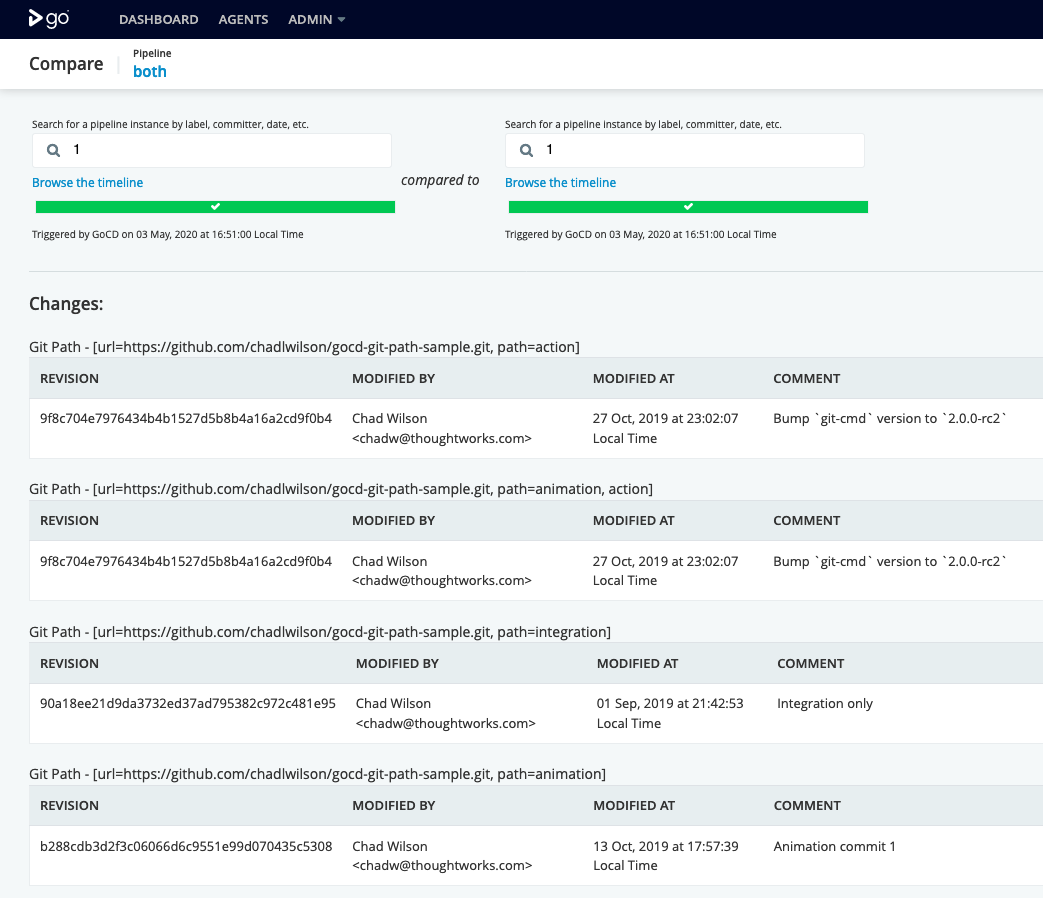 go
DASHBOARD AGENTS ADMIN
Compare
Pipeline
both
Search for a pipeline instance by label, committer, date, etc.
1
Browse the timeline
Triggered by GoCD on 03 May, 2020 at 16:51:00 Local Time
compared to
Search for a pipeline instance by label, committer, date, etc.
1
Browse the timeline
Triggered by GoCD on 03 May, 2020 at 16:51:00 Local Time
Changes:
Git Path - [url=https://github.com/chadlwilson/gocd-git-path-sample.git, path=action]
REVISION MODIFIED BY MODIFIED AT COMMENT
9f8c704e7976434b4b1527d5b8b4a16a2cd9f0b4 Chad Wilson 27 Oct, 2019 at 23:02:07 Bump `git-cmd` version to `2.0.0-rc2`
<chadw@thoughtworks.com> Local Time
Git Path - [url=https://github.com/chadlwilson/gocd-git-path-sample.git, path=animation, action]
REVISION MODIFIED BY MODIFIED AT COMMENT
9f8c704e7976434b4b1527d5b8b4a16a2cd9f0b4 Chad Wilson 27 Oct, 2019 at 23:02:07 Bump `git-cmd` version to `2.0.0-rc2`
<chadw@thoughtworks.com> Local Time
Git Path - [url=https://github.com/chadlwilson/gocd-git-path-sample.git, path=integration]
REVISION MODIFIED BY MODIFIED AT COMMENT
90a18ee21d9da3732ed37ad795382c972c481e95 Chad Wilson 01 Sep, 2019 at 21:42:53 Integration only
<chadw@thoughtworks.com> Local Time
Git Path - [url=https://github.com/chadlwilson/gocd-git-path-sample.git, path=animation]
REVISION MODIFIED BY MODIFIED AT COMMENT
b288cdb3d2f3c06066d6c9551e99d070435c5308 Chad Wilson 13 Oct, 2019 at 17:57:39 Animation commit 1
<chadw@thoughtworks.com> Local Time